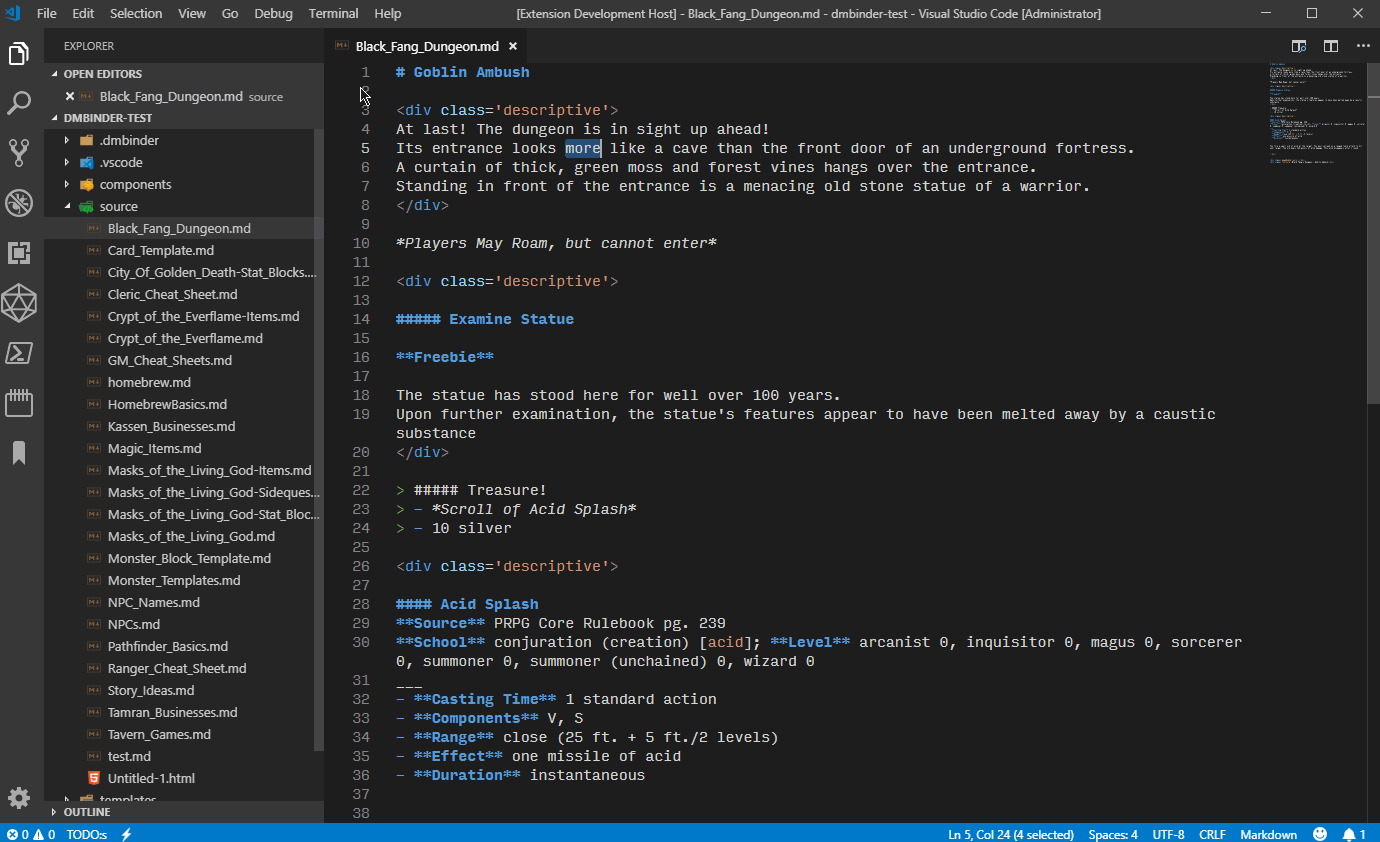 File Edit Selection View Go Debug Terminal Help [Extension Development Host] - Black_Fang_Dungeon.md - dmbinder-test - Visual Studio Code [Administrator]
EXPLORER
OPEN EDITORS
Black_Fang_Dungeon.md source
DMBINDER-TEST
.dmbinder
.vscode
components
source
Black_Fang_Dungeon.md
Card_Template.md
City_Of_Golden_Death-Stat_Blocks....
Cleric_Cheat_Sheet.md
Crypt_of_the_Everflame-Items.md
Crypt_of_the_Everflame.md
GM_Cheat_Sheets.md
homebrew.md
HomebrewBasics.md
Kassen_Businesses.md
Magic_Items.md
Masks_of_the_Living_God-Items.md
Masks_of_the_Living_God-Sideques...
Masks_of_the_Living_God-Stat_Bloc...
Masks_of_the_Living_God.md
Monster_Block_Template.md
Monster_Templates.md
NPC_Names.md
NPCs.md
Pathfinder_Basics.md
Ranger_Cheat_Sheet.md
Story_Ideas.md
Tamran_Businesses.md
Tavern_Games.md
test.md
Untitled-1.html
templates
OUTLINE
Black_Fang_Dungeon.md
1 # Goblin Ambush
2
3 <div class='descriptive'>
4 At last! The dungeon is in sight up ahead!
5 Its entrance looks more like a cave than the front door of an underground fortress.
6 A curtain of thick, green moss and forest vines hangs over the entrance.
7 Standing in front of the entrance is a menacing old stone statue of a warrior.
8 </div>
9
10 *Players May Roam, but cannot enter*
11
12 <div class='descriptive'>
13
14 ##### Examine Statue
15
16 **Freebie**
17
18 The statue has stood here for well over 100 years.
19 Upon further examination, the statue's features appear to have been melted away by a caustic
substance
20 </div>
21
22 > ##### Treasure!
23 > - *Scroll of Acid Splash*
24 > - 10 silver
25
26 <div class='descriptive'>
27
28 #### Acid Splash
29 **Source** PRPG Core Rulebook pg. 239
30 **School** conjuration (creation) [acid]; **Level** arcanist 0, inquisitor 0, magus 0, sorcerer
0, summoner 0, summoner (unchained) 0, wizard 0
31 ___
32 - **Casting Time** 1 standard action
33 - **Components** V, S
34 - **Range** close (25 ft. + 5 ft./2 levels)
35 - **Effect** one missile of acid
36 - **Duration** instantaneous
37
38
0 0 TODO:s Ln 5, Col 24 (4 selected) Spaces: 4 UTF-8 CRLF Markdown 1